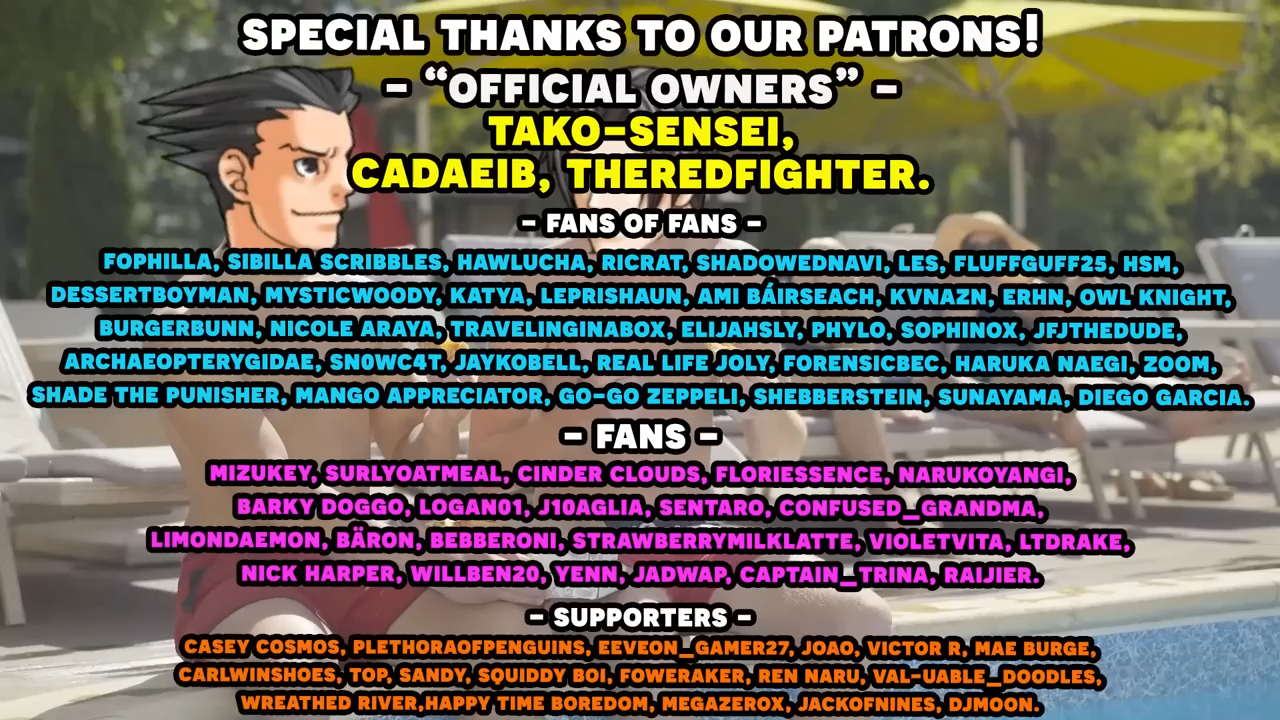 SPECIAL THANKS TO OUR PATRONS!
- “OFFICIAL OWNERS” -
TAKO-SENSEI,
CADAEIB, THEREDFIGHTER.
- FANS OF FANS -
FOPHILLA, SIBILLA SCRIBBLES, HAWLUCHA, RICRAT, SHADOWEDNAVI, LES, FLUFFGUFF25, HSM,
DESSERTBOYMAN, MYSTICWOODY, KATYA, LEPRISHAUN, AMI BÁIRSEACH, KVNAZN, ERHN, OWL KNIGHT,
BURGERBUNN, NICOLE ARAYA, TRAVELINGINABOX, ELIJAHSLY, PHYLO, SOPHINOX, JFJTHEDUDE,
ARCHAEOPTERYGIDAE, SN0WC4T, JAYKOBELL, REAL LIFE JOLY, FORENSICBEC, HARUKA NAEGI, ZOOM,
SHADE THE PUNISHER, MANGO APPRECIATOR, GO-GO ZEPPELI, SHEBBERSTEIN, SUNAYAMA, DIEGO GARCIA.
- FANS -
MIZUKEY, SURLYOATMEAL, CINDER CLOUDS, FLORIESSENCE, NARUKOYANGI,
BARKY DOGGO, LOGAN01, J10AGLIA, SENTARO, CONFUSED_GRANDMA,
LIMONDAEMON, BÄRON, BEBBERONI, STRAWBERRYMILKLATTE, VIOLETVITA, LTDRAKE,
NICK HARPER, WILLBEN20, YENN, JADWAP, CAPTAIN_TRINA, RAIJIER.
- SUPPORTERS -
CASEY COSMOS, PLETHORAOFPENGUINS, EEVEON_GAMER27, JOAO, VICTOR R, MAE BURGE,
CARLWINSHOES, TOP, SANDY, SQUIDDY BOI, FOWERAKER, REN NARU, VAL-UABLE_DOODLES,
WREATHED RIVER,HAPPY TIME BOREDOM, MEGAZEROX, JACKOFNINES, DJMOON.